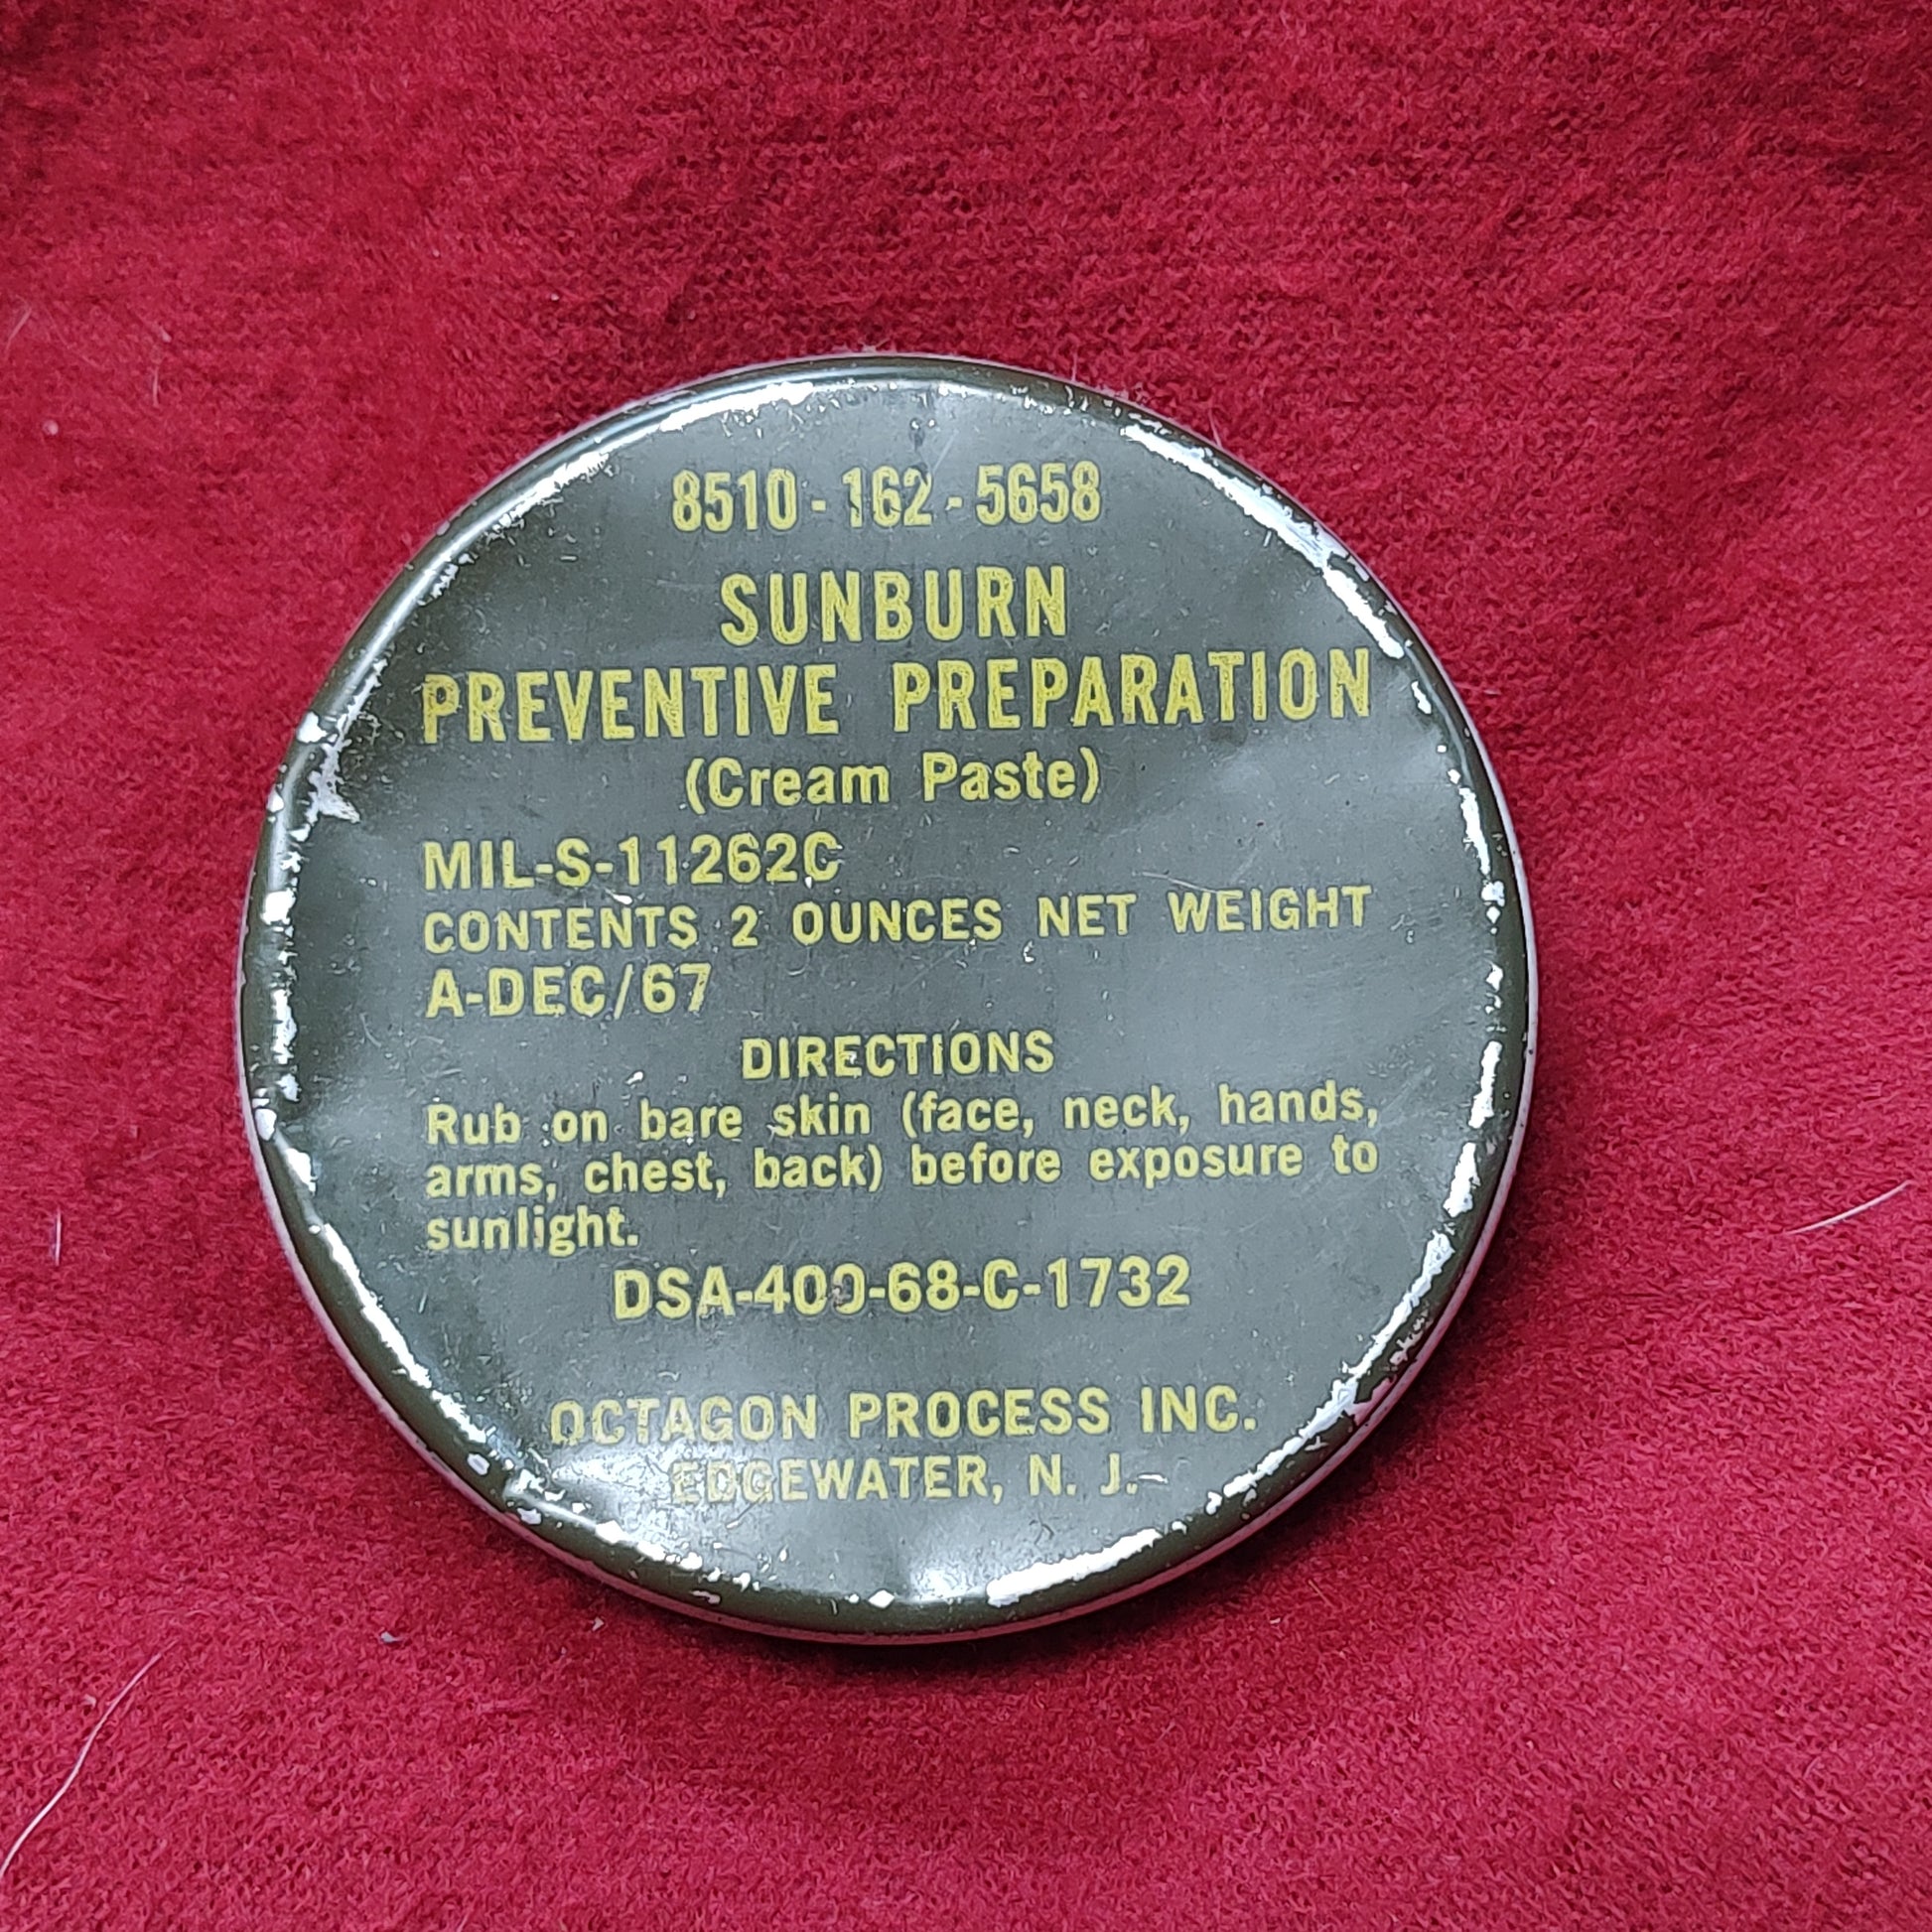 8510 - 162 - 5658
SUNBURN
PREVENTIVE PREPARATION
(Cream Paste)
MIL-S-11262C
CONTENTS 2 OUNCES NET WEIGHT
A-DEC/67
DIRECTIONS
Rub on bare skin (face, neck, hands,
arms, chest, back) before exposure to
sunlight.
DSA-400-68-C-1732
OCTAGON PROCESS INC.
EDGEWATER, N. J.